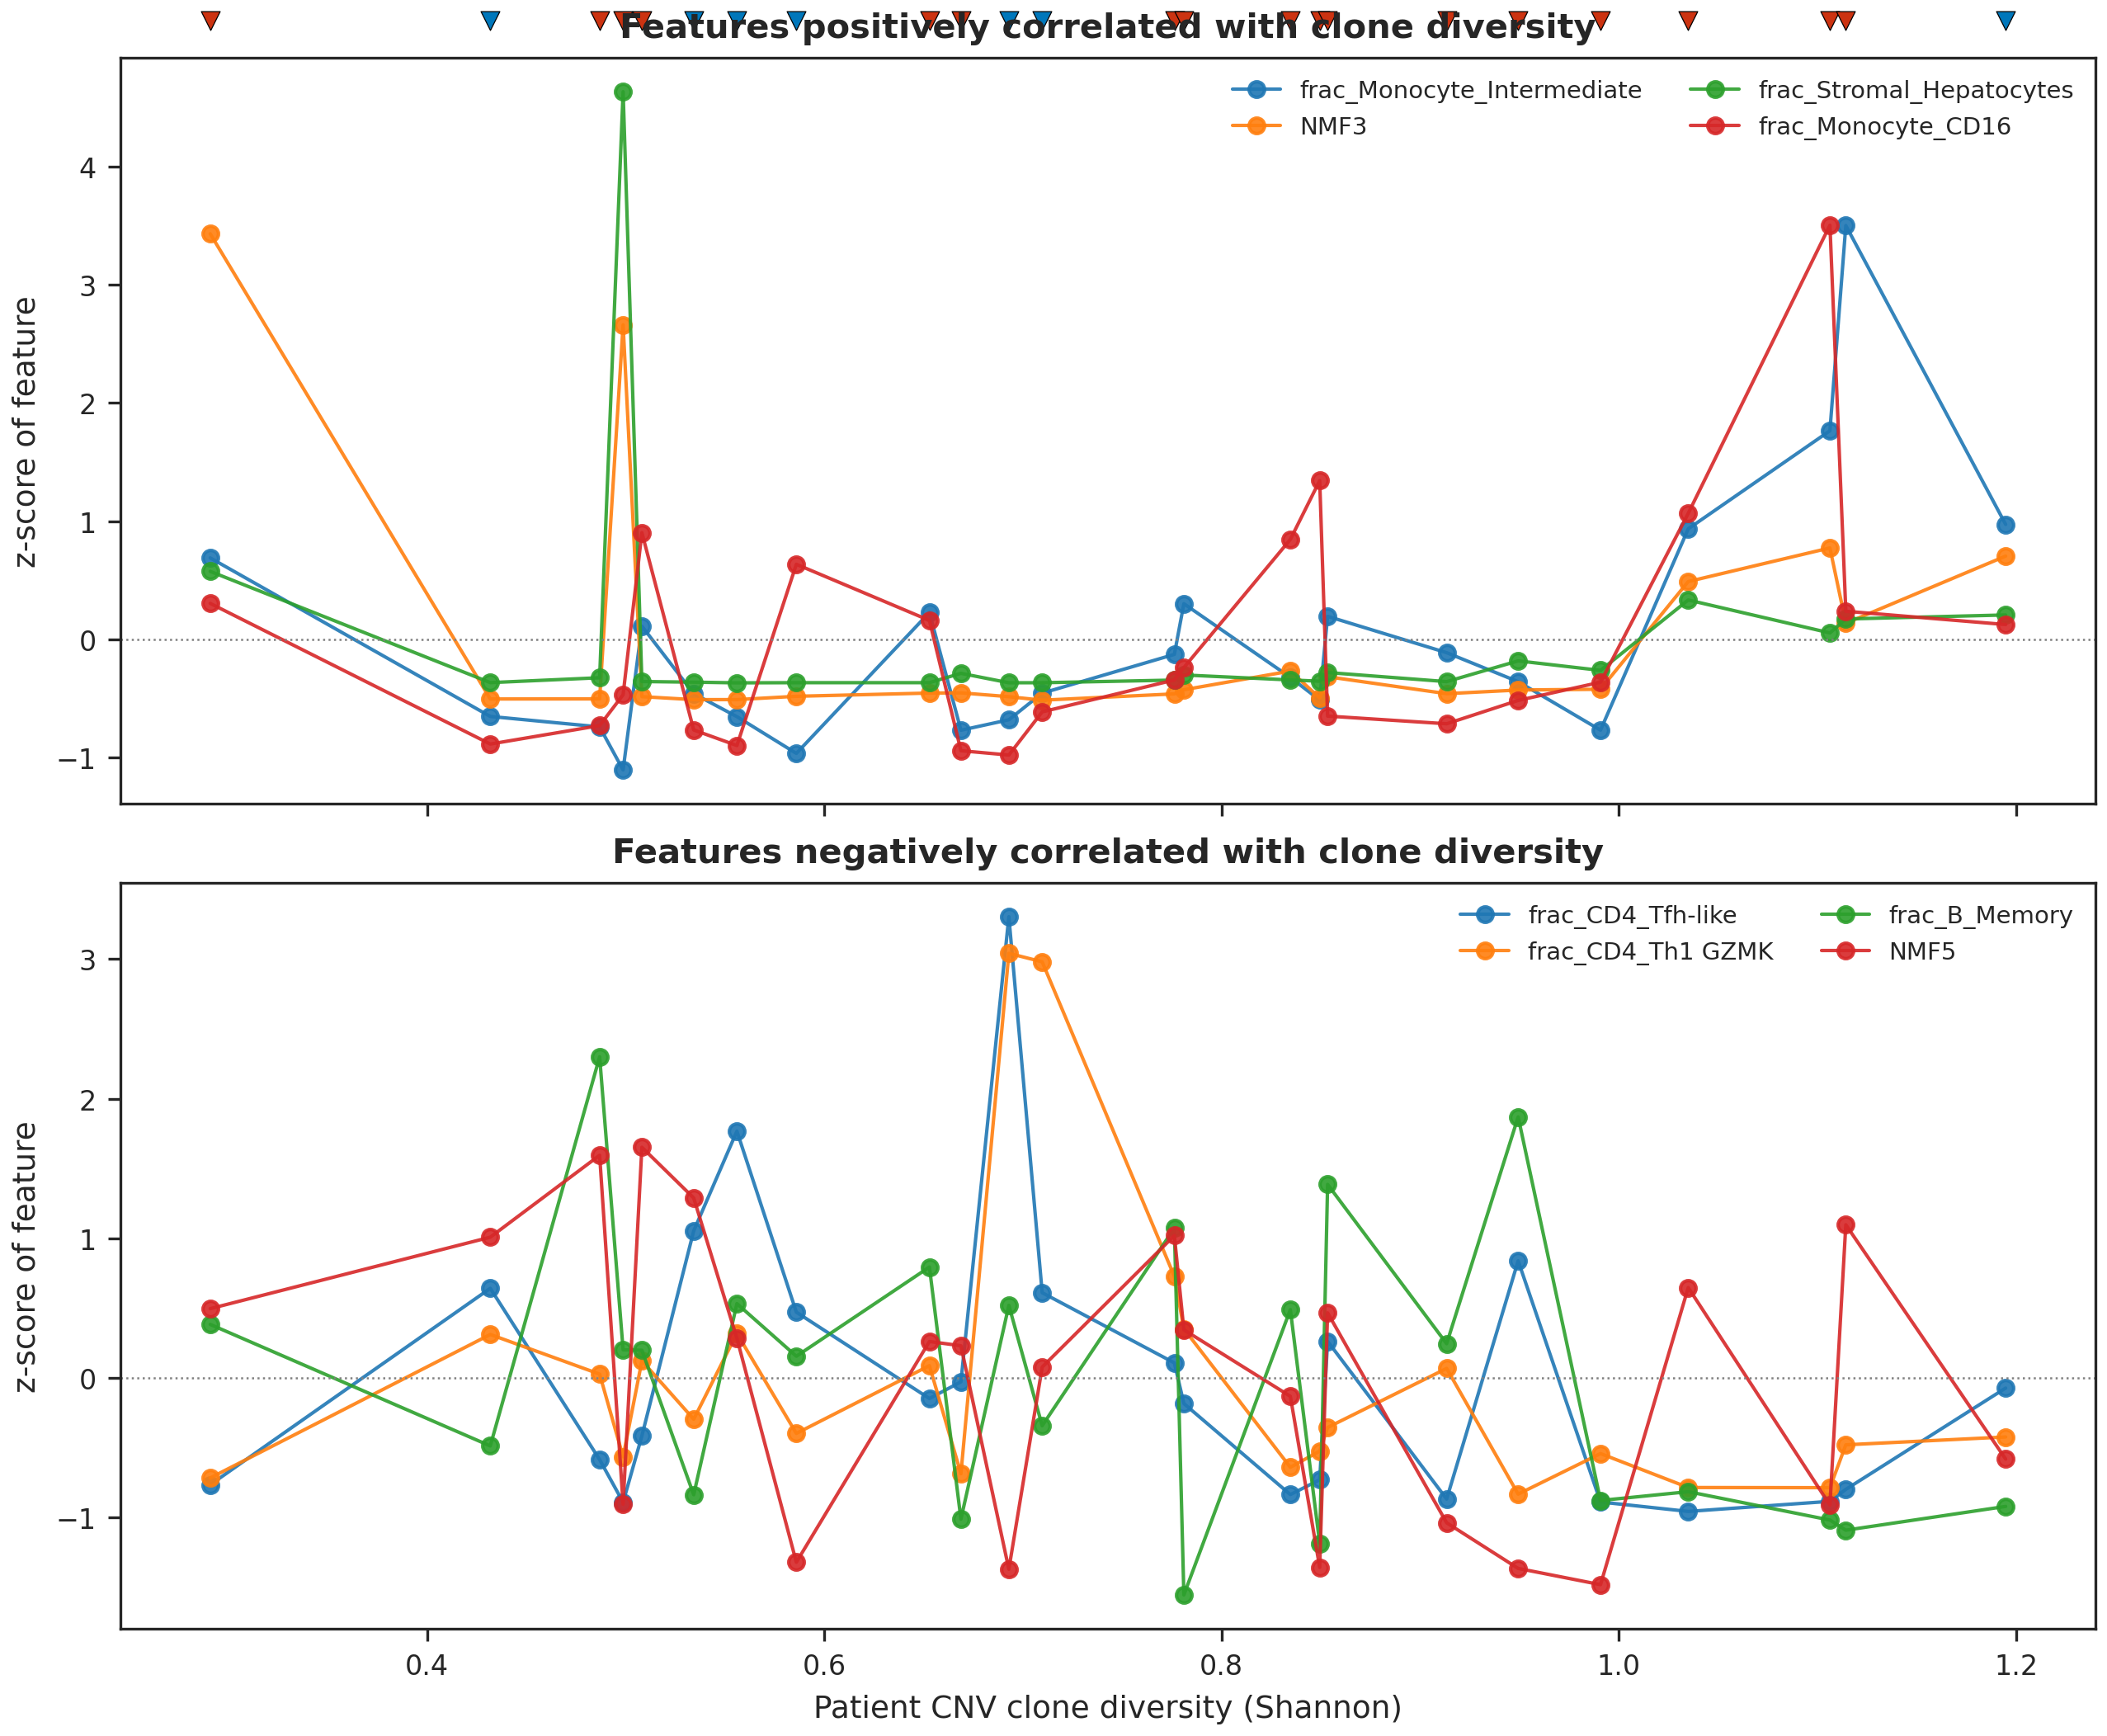 Features positively correlated with clone diversity
frac_Monocyte_Intermediate
NMF3
frac_Stromal_Hepatocytes
frac_Monocyte_CD16
z-score of feature
4
3
2
1
0
−1
Features negatively correlated with clone diversity
frac_CD4_Tfh-like
frac_CD4_Th1 GZMK
frac_B_Memory
NMF5
z-score of feature
3
2
1
0
−1
0.4 0.6 0.8 1.0 1.2
Patient CNV clone diversity (Shannon)